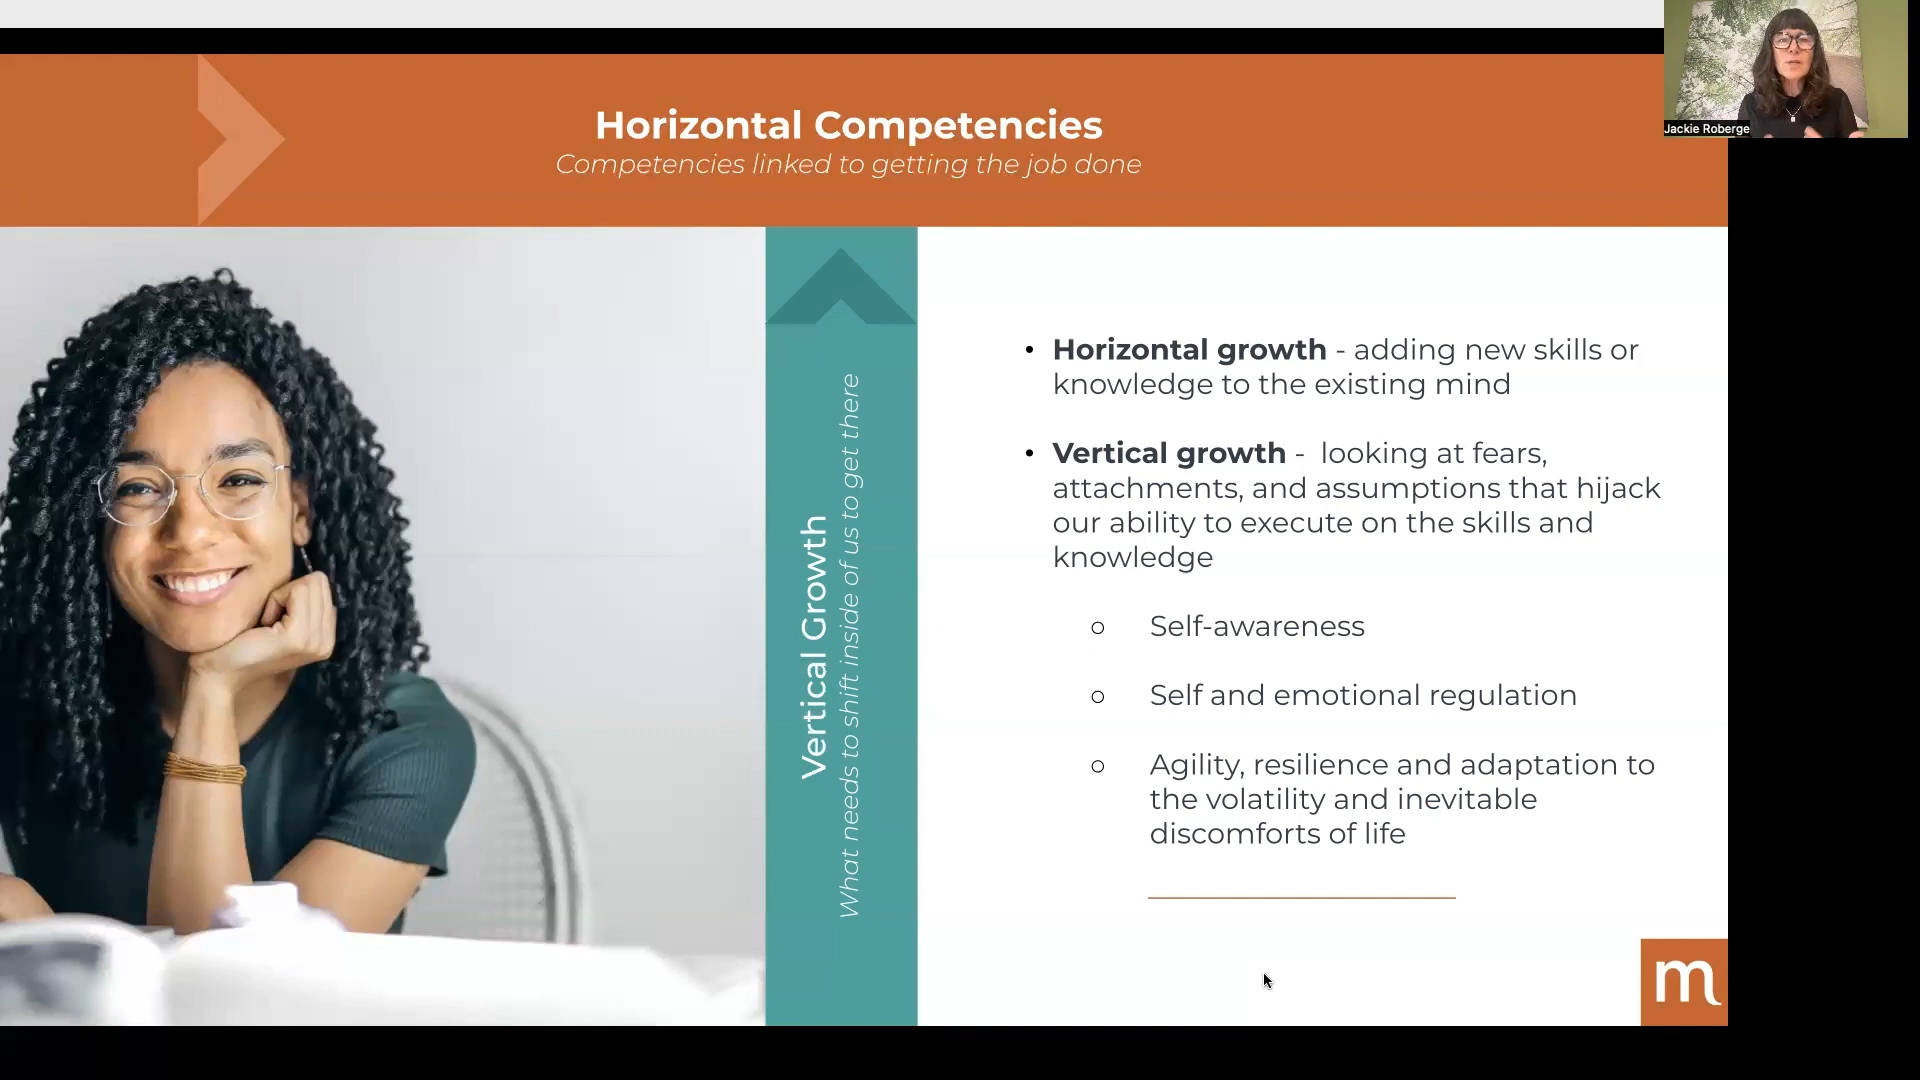 Horizontal Competencies
Competencies linked to getting the job done
Jackie Roberge
Vertical Growth
What needs to shift inside of us to get there
• Horizontal growth - adding new skills or
knowledge to the existing mind
• Vertical growth - looking at fears,
attachments, and assumptions that hijack
our ability to execute on the skills and
knowledge
○ Self-awareness
○ Self and emotional regulation
○ Agility, resilience and adaptation to
the volatility and inevitable
discomforts of life
m